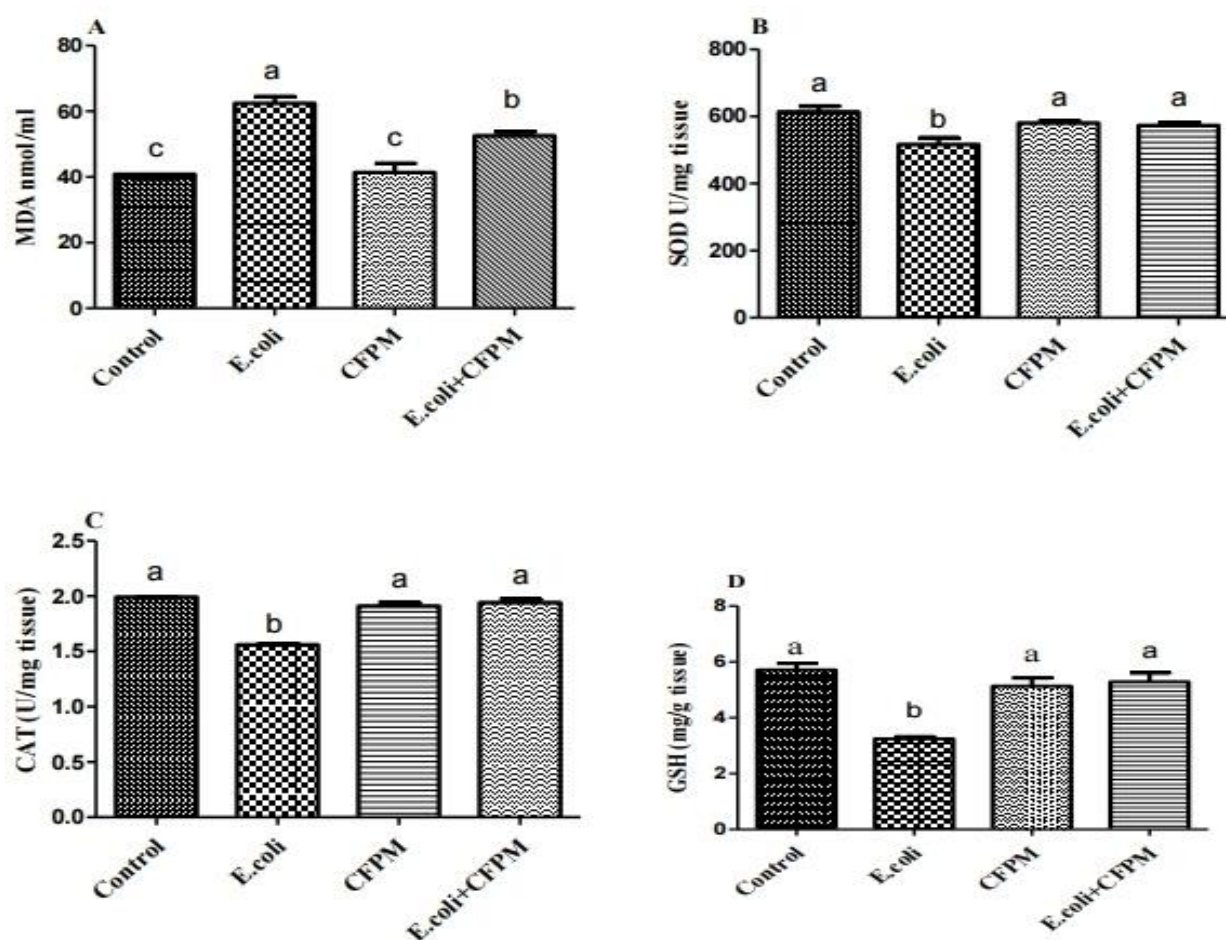 A
MDA nmol/ml
80
60
40
20
0
c
a
c
b
Control
E.coli
CFPM
E.coli+CFPM
B
SOD U/mg tissue
800
600
400
200
0
a
b
a
a
Control
E.coli
CFPM
E.coli+CFPM
C
CAT (U/mg tissue)
2.5
2.0
1.5
1.0
0.5
0.0
a
b
a
a
Control
E.coli
CFPM
E.coli+CFPM
D
GSH (mg/g tissue)
8
6
4
2
0
a
b
a
a
Control
E.coli
CFPM
E.coli+CFPM